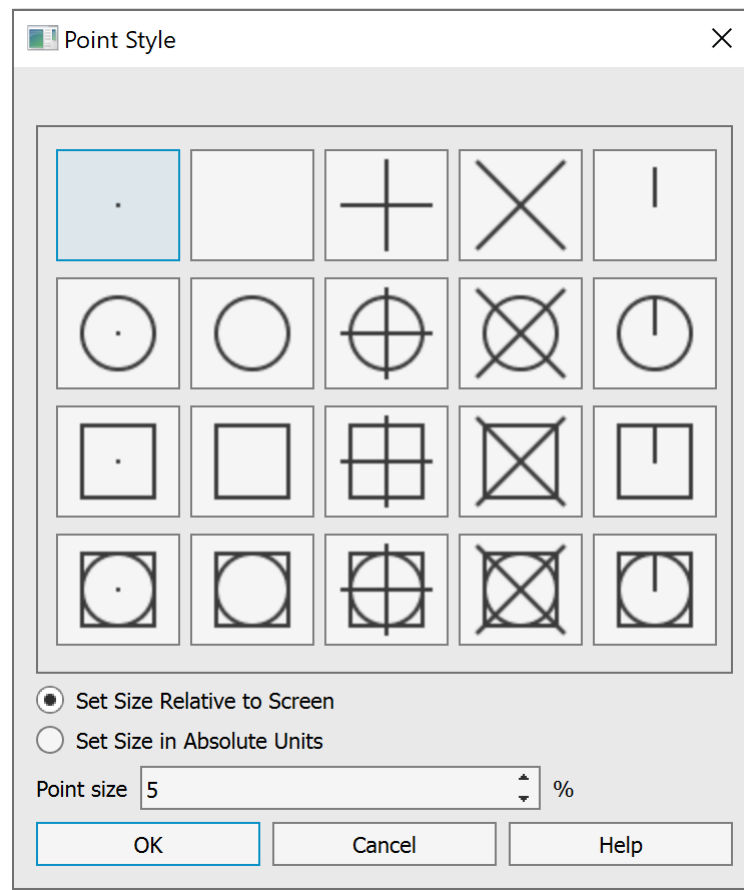 Point Style
Set Size Relative to Screen
Set Size in Absolute Units
Point size 5 %
OK Cancel Help